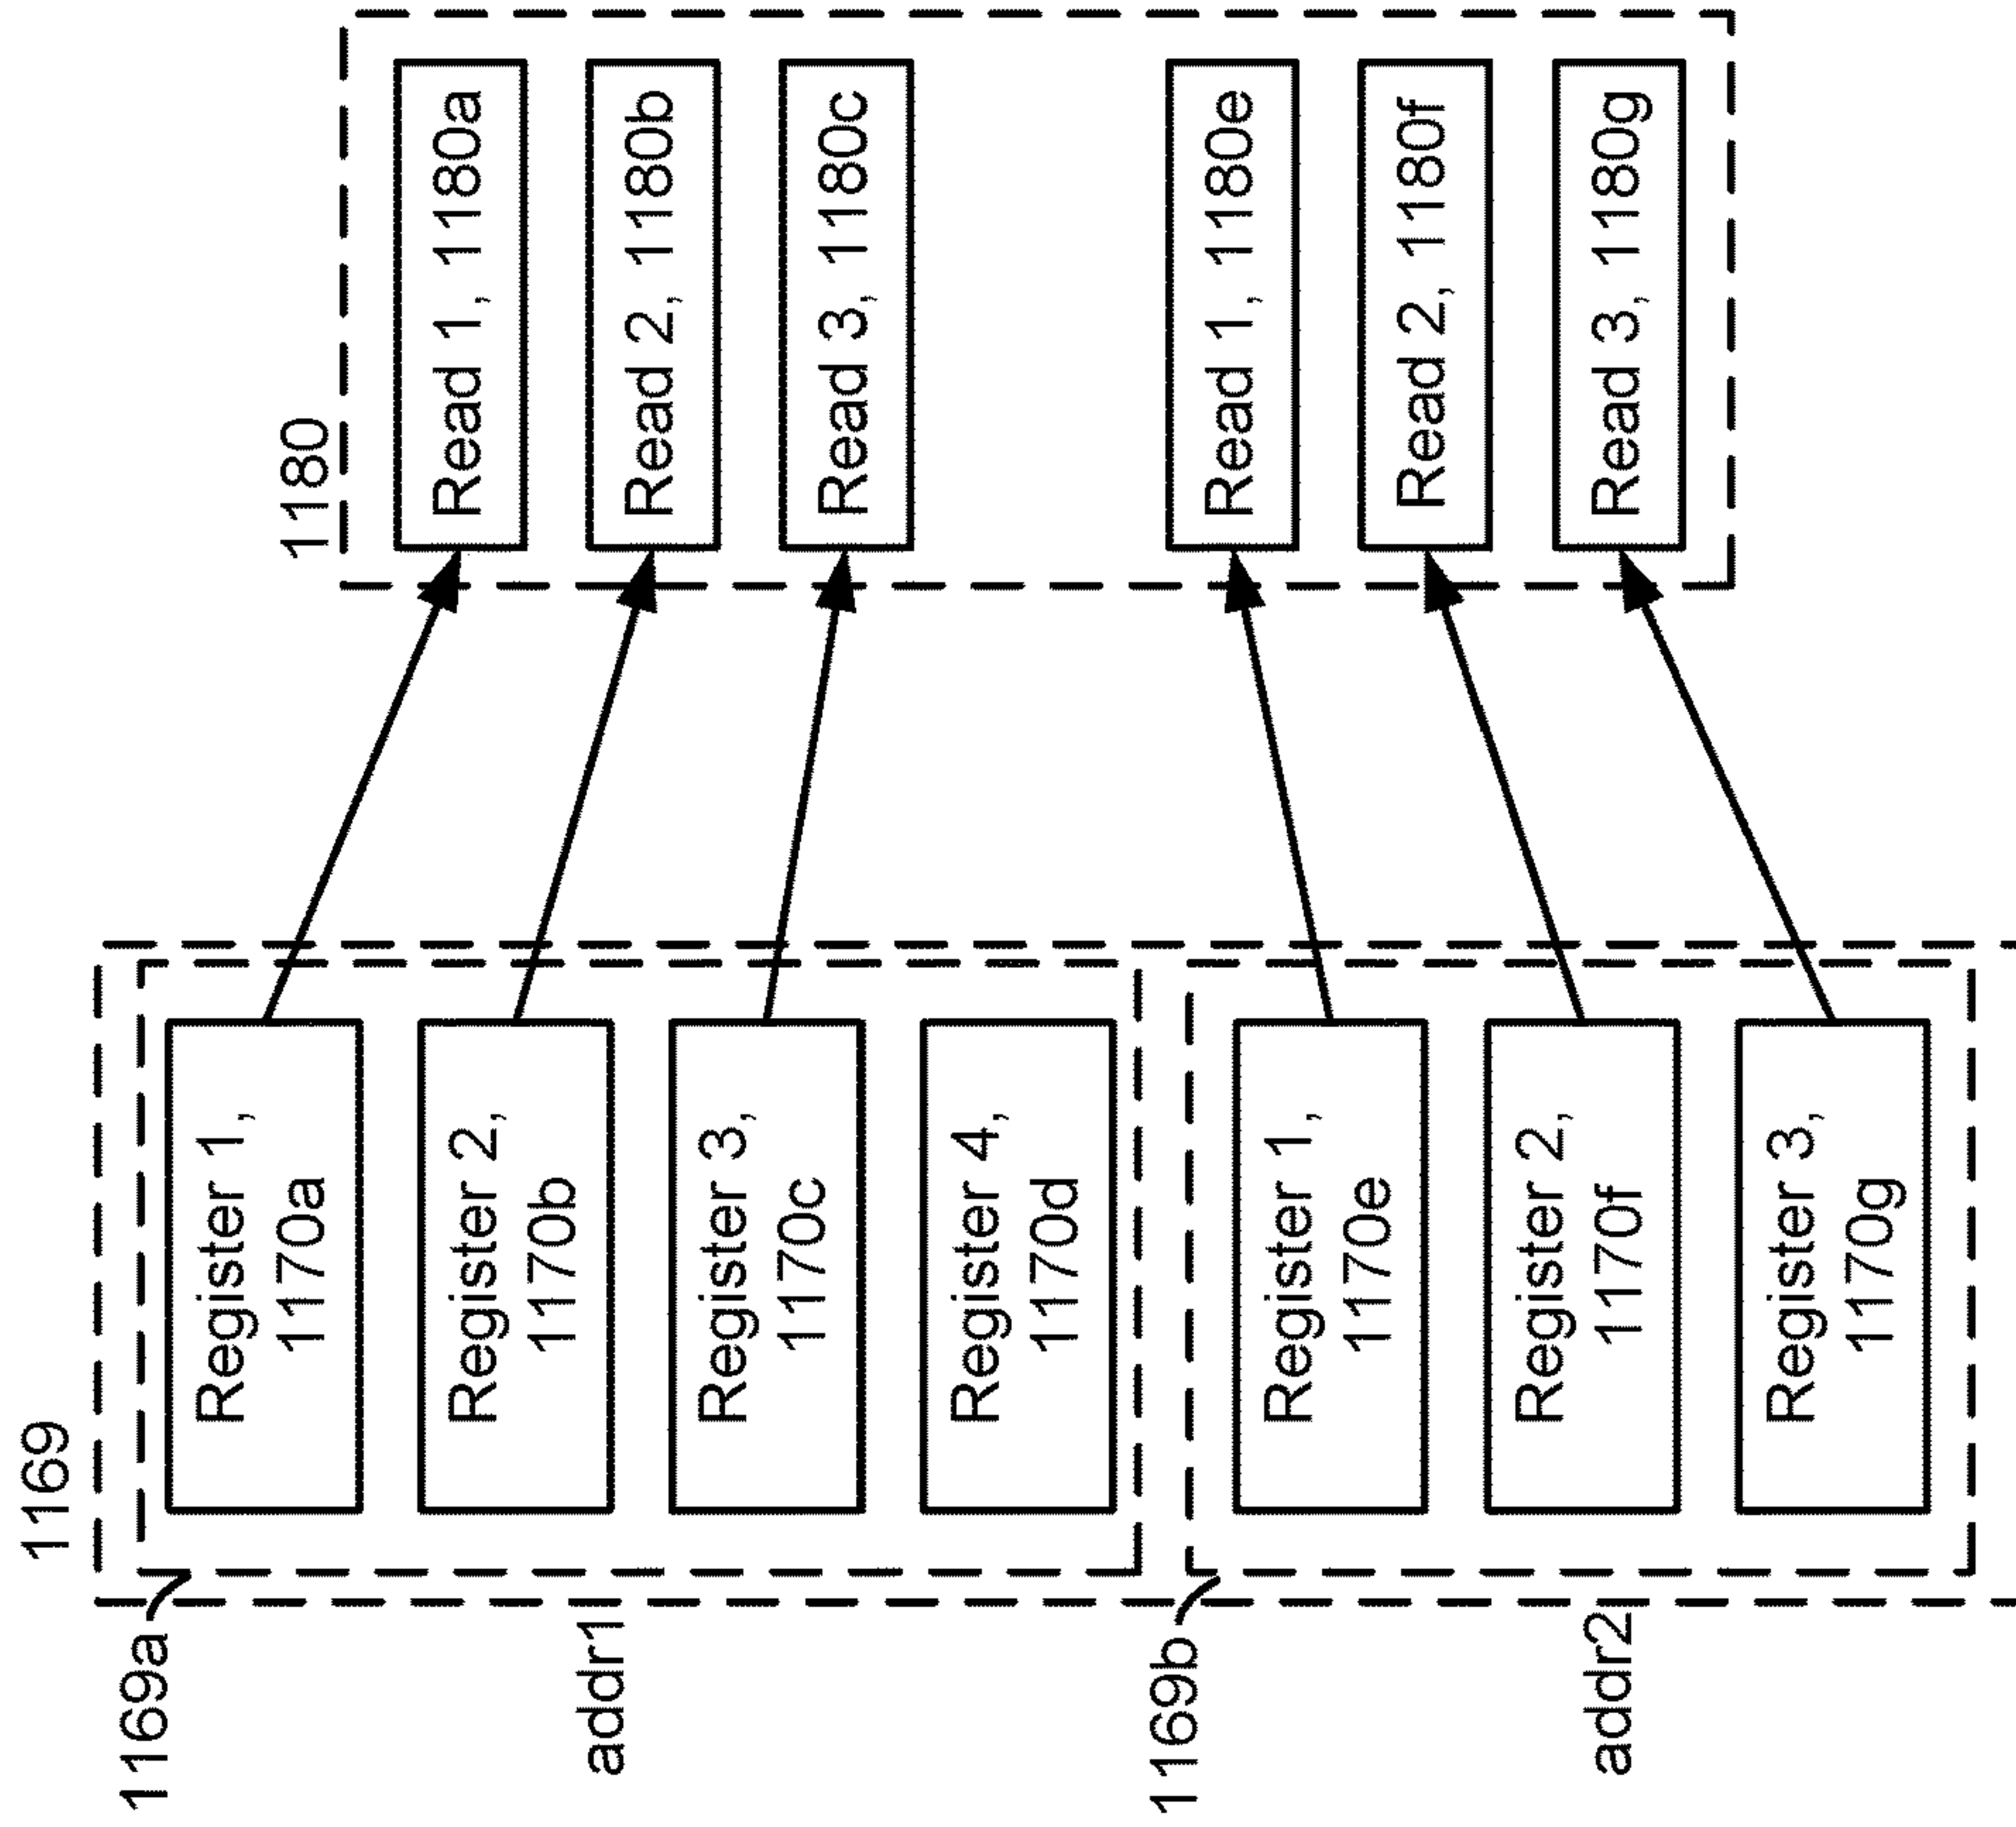 1180
Read 1, 1180a
Read 2, 1180b
Read 3, 1180c
Read 1, 1180e
Read 2, 1180f
Read 3, 1180g
1169
1169a
addr1
Register 1,
1170a
Register 2,
1170b
Register 3,
1170c
Register 4,
1170d
1169b
addr2
Register 1,
1170e
Register 2,
1170f
Register 3,
1170g